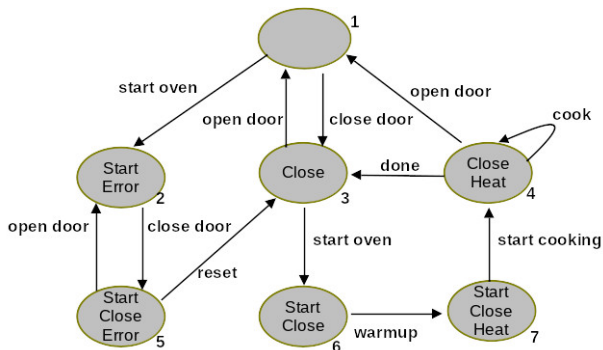 1
start oven
open door
close door
open door
cook
Start
Error
2
Close
3
done
Close
Heat
4
open door
close door
reset
start oven
start cooking
Start
Close
Error
5
Start
Close
6
warmup
Start
Close
Heat
7